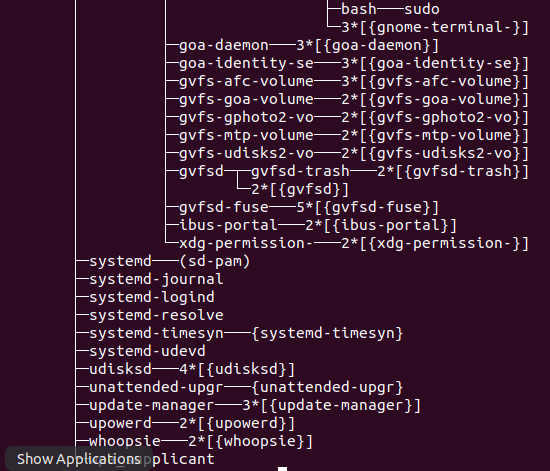 ├─bash───sudo
└─3*[{gnome-terminal-}]
├─goa-daemon───3*[{goa-daemon}]
├─goa-identity-se───3*[{goa-identity-se}]
├─gvfs-afc-volume───3*[{gvfs-afc-volume}]
├─gvfs-goa-volume───2*[{gvfs-goa-volume}]
├─gvfs-gphoto2-vo───2*[{gvfs-gphoto2-vo}]
├─gvfs-mtp-volume───2*[{gvfs-mtp-volume}]
├─gvfs-udisks2-vo───2*[{gvfs-udisks2-vo}]
├─gvfsd─┬─gvfsd-trash───2*[{gvfsd-trash}]
└─2*[{gvfsd}]
├─gvfsd-fuse───5*[{gvfsd-fuse}]
├─ibus-portal───2*[{ibus-portal}]
└─xdg-permission-───2*[{xdg-permission-}]
├─systemd───(sd-pam)
├─systemd-journal
├─systemd-logind
├─systemd-resolve
├─systemd-timesyn───{systemd-timesyn}
├─systemd-udevd
├─udisksd───4*[{udisksd}]
├─unattended-upgr───{unattended-upgr}
├─update-manager───3*[{update-manager}]
├─upowerd───2*[{upowerd}]
├─whoopsie───2*[{whoopsie}]
Show Applications